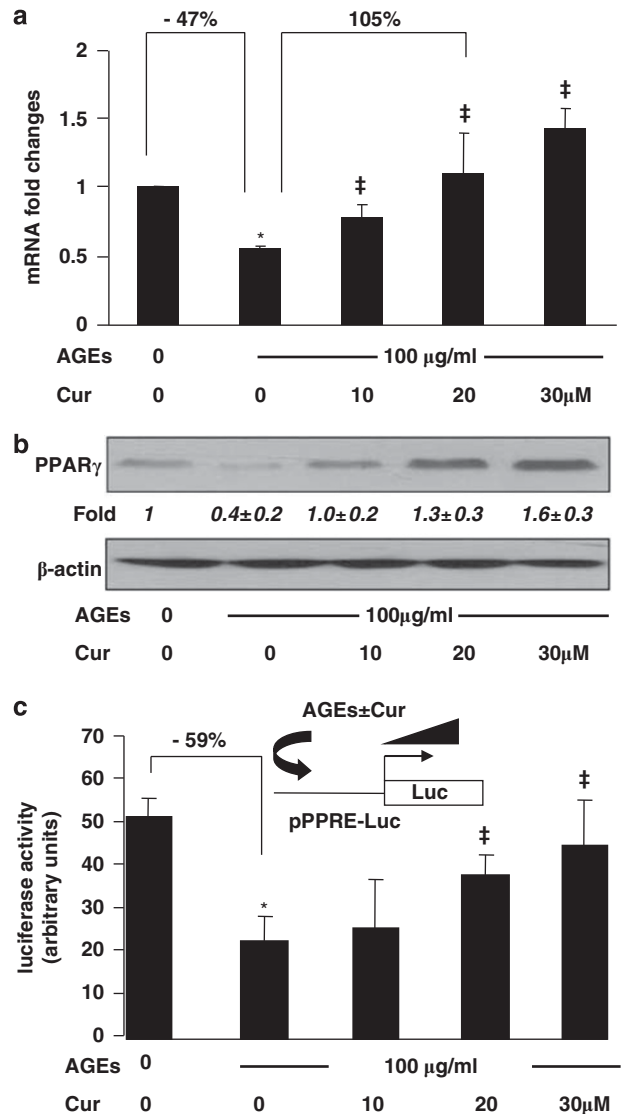 a
- 47%
105%
mRNA fold changes
2
1.5
1
0.5
0
*
‡
‡
‡
AGEs 0 100 µg/ml
Cur 0 0 10 20 30µM
b
PPARγ
Fold 1 0.4±0.2 1.0±0.2 1.3±0.3 1.6±0.3
β-actin
AGEs 0 100µg/ml
Cur 0 0 10 20 30µM
c
AGEs±Cur
- 59%
Luc
pPPRE-Luc
luciferase activity
(arbitrary units)
70
60
50
40
30
20
10
0
*
‡
‡
AGEs 0 100 µg/ml
Cur 0 0 10 20 30µM